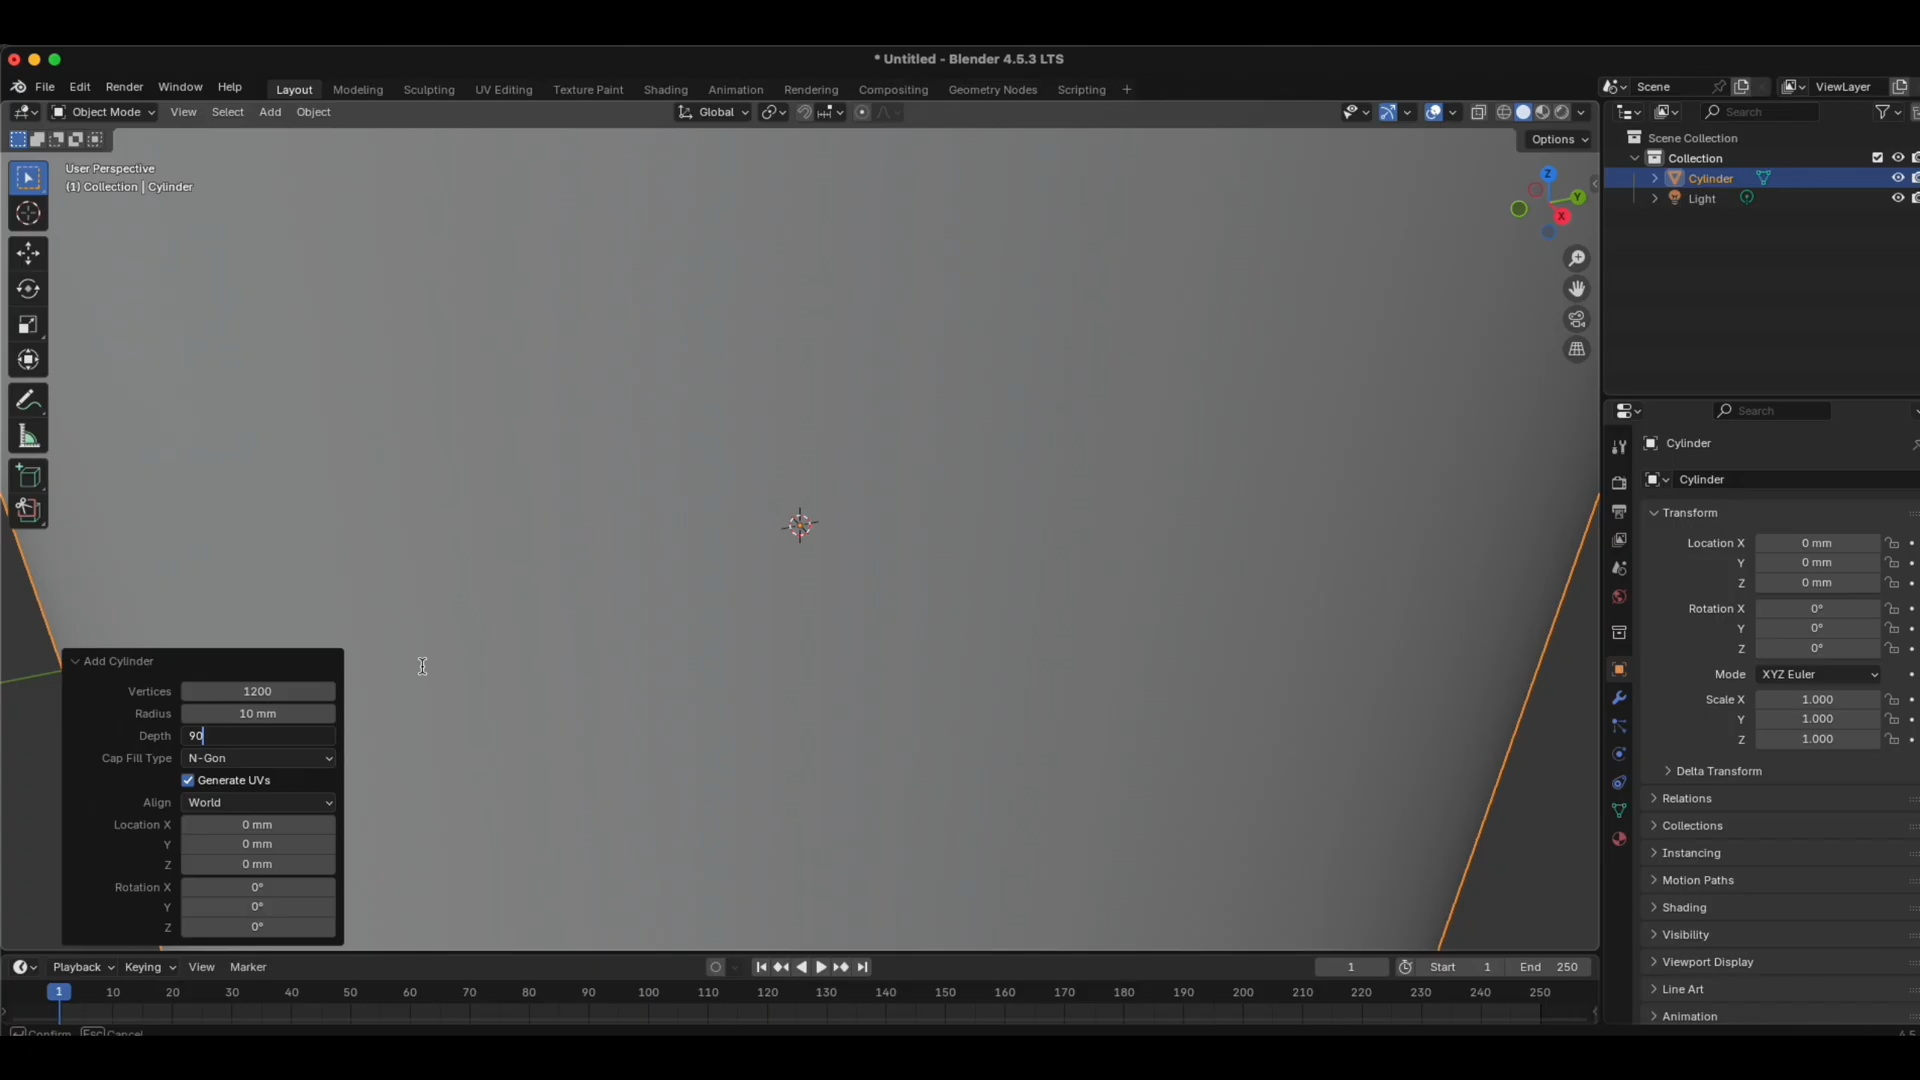 * Untitled - Blender 4.5.3 LTS
File Edit Render Window Help Layout Modeling Sculpting UV Editing Texture Paint Shading Animation Rendering Compositing Geometry Nodes Scripting + Scene ViewLayer
Object Mode View Select Add Object Global Search
Options
User Perspective
(1) Collection | Cylinder
Z
Y
X
Scene Collection
Collection
Cylinder
Light
Search
Cylinder
Cylinder
Transform
Location X 0 mm
Y 0 mm
Z 0 mm
Rotation X 0°
Y 0°
Z 0°
Mode XYZ Euler
Scale X 1.000
Y 1.000
Z 1.000
Delta Transform
Relations
Collections
Instancing
Motion Paths
Shading
Visibility
Viewport Display
Line Art
Animation
Add Cylinder
Vertices 1200
Radius 10 mm
Depth 90
Cap Fill Type N-Gon
Generate UVs
Align World
Location X 0 mm
Y 0 mm
Z 0 mm
Rotation X 0°
Y 0°
Z 0°
Playback Keying View Marker 1 Start 1 End 250
1 10 20 30 40 50 60 70 80 90 100 110 120 130 140 150 160 170 180 190 200 210 220 230 240 250
Confirm Esc Cancel